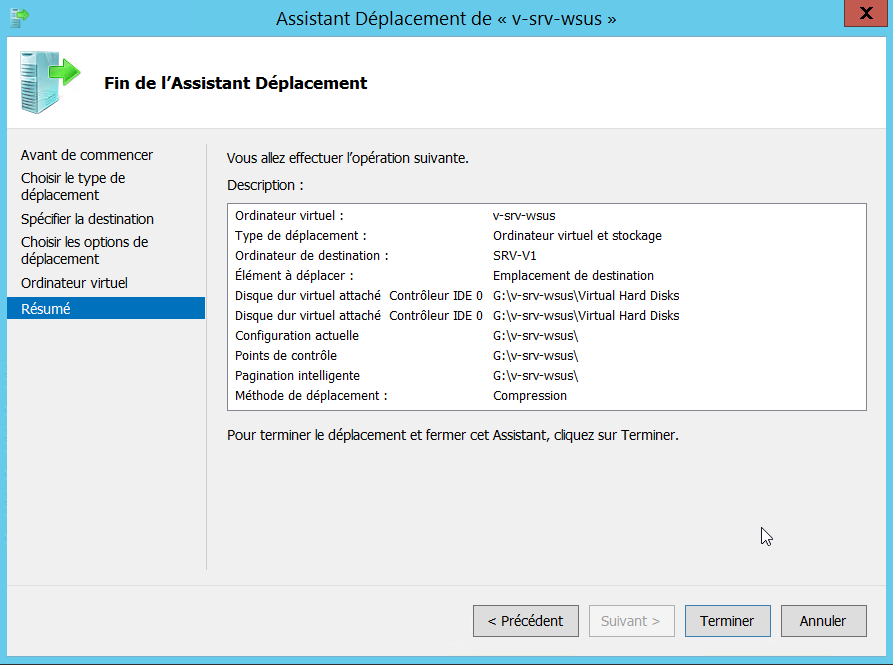 Assistant Déplacement de « v-srv-wsus »
Fin de l'Assistant Déplacement
Avant de commencer
Choisir le type de
déplacement
Spécifier la destination
Choisir les options de
déplacement
Ordinateur virtuel
Résumé
Vous allez effectuer l'opération suivante.
Description :
Ordinateur virtuel : v-srv-wsus
Type de déplacement : Ordinateur virtuel et stockage
Ordinateur de destination : SRV-V1
Élément à déplacer : Emplacement de destination
Disque dur virtuel attaché Contrôleur IDE 0 G:\v-srv-wsus\Virtual Hard Disks
Disque dur virtuel attaché Contrôleur IDE 0 G:\v-srv-wsus\Virtual Hard Disks
Configuration actuelle G:\v-srv-wsus\
Points de contrôle G:\v-srv-wsus\
Pagination intelligente G:\v-srv-wsus\
Méthode de déplacement : Compression
Pour terminer le déplacement et fermer cet Assistant, cliquez sur Terminer.
< Précédent Suivant > Terminer Annuler